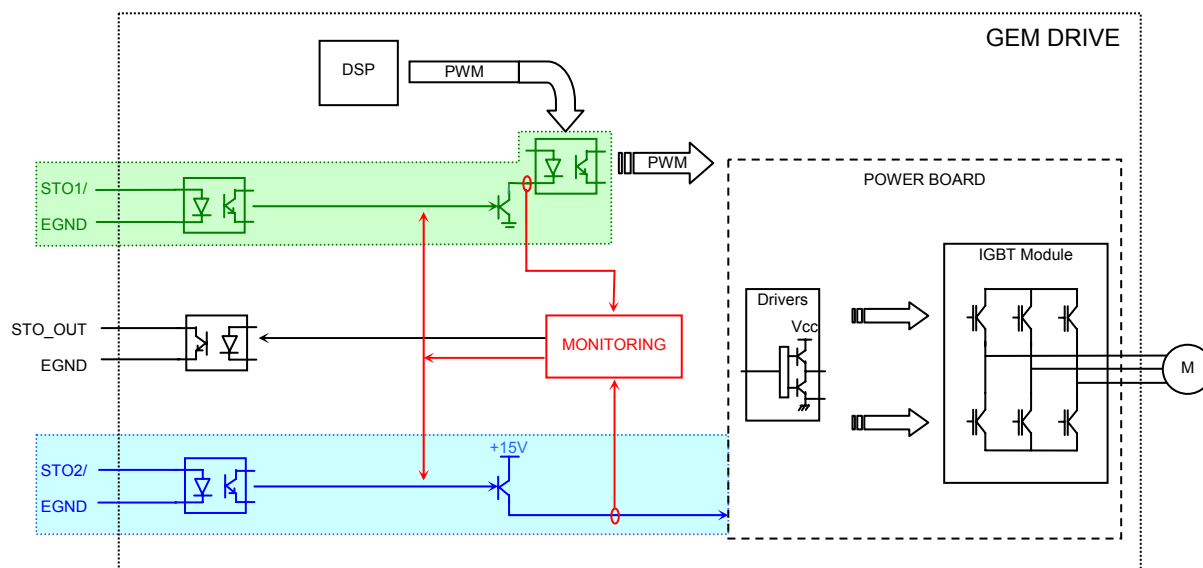 GEM DRIVE
DSP
PWM
PWM
STO1/
EGND
POWER BOARD
IGBT Module
Drivers
Vcc
STO_OUT
EGND
MONITORING
M
+15V
STO2/
EGND